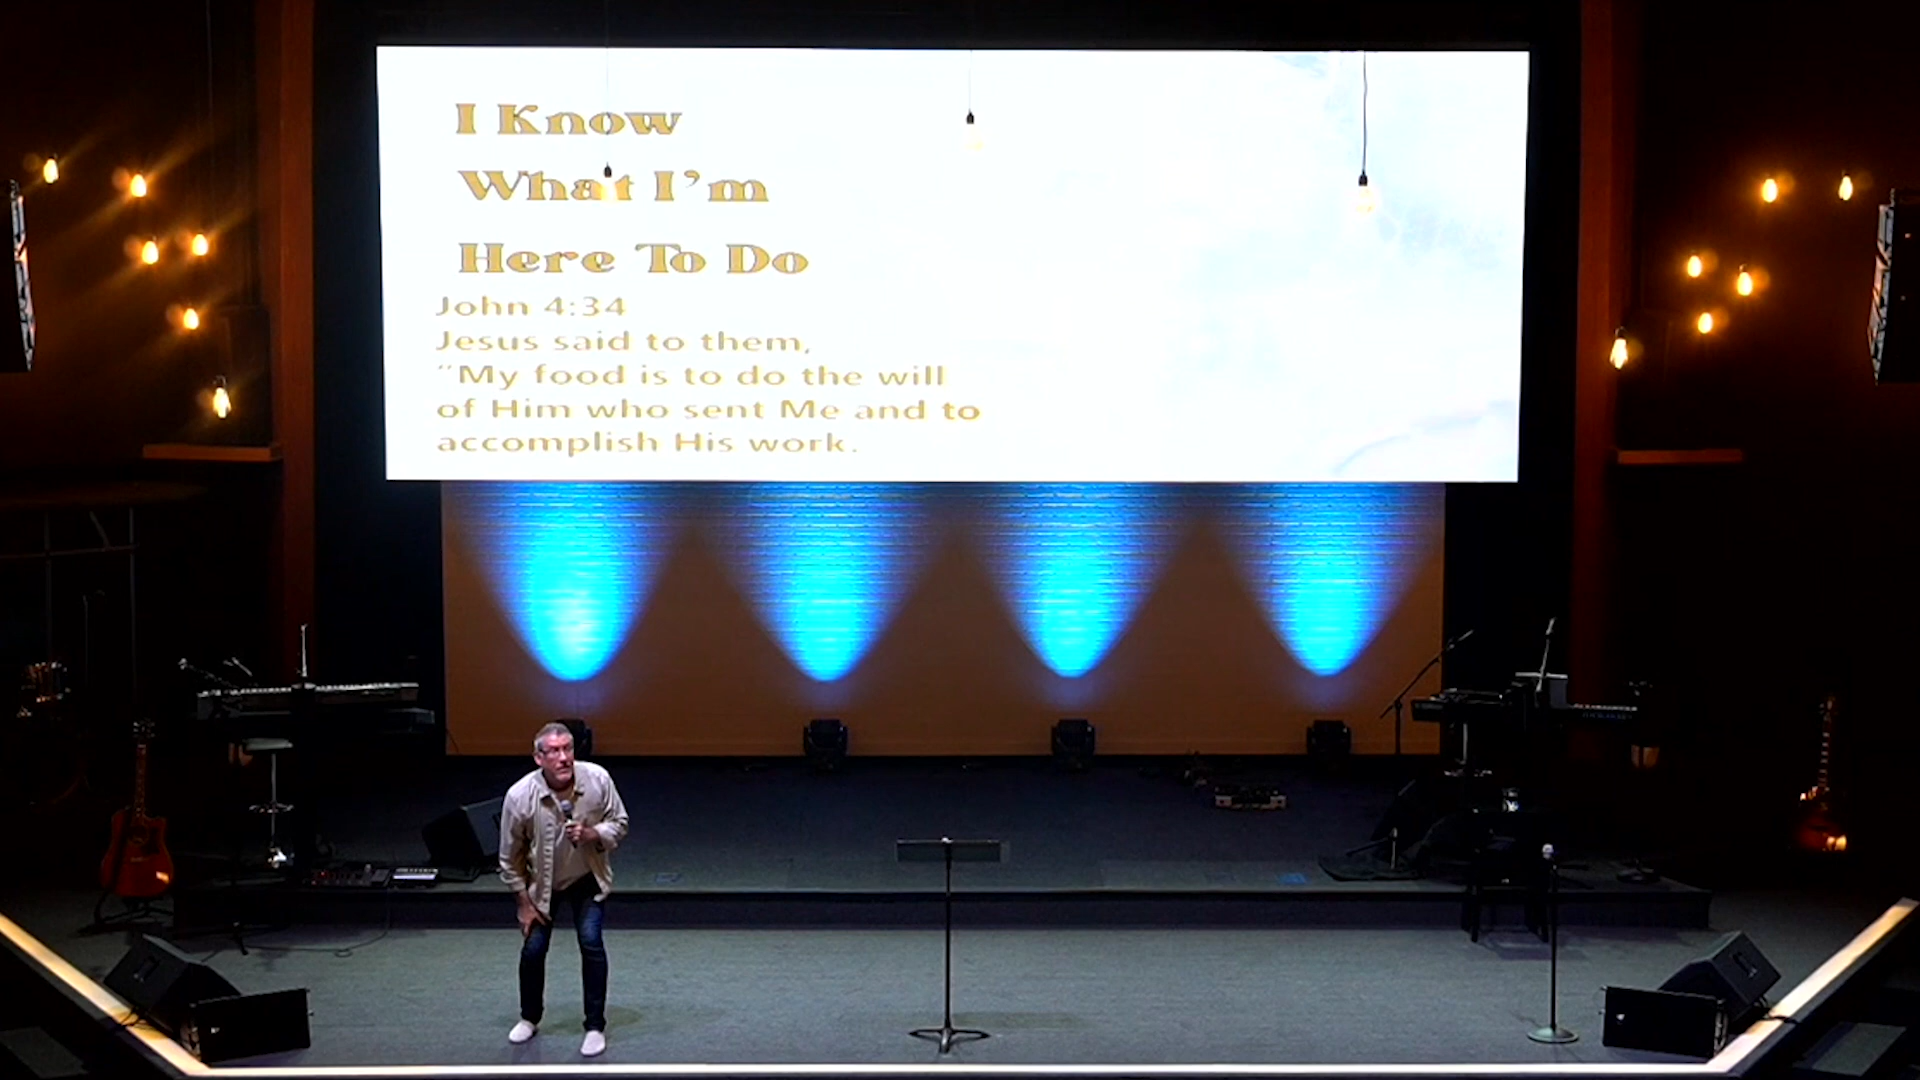 I Know
What I'm
Here To Do
John 4:34
Jesus said to them,
"My food is to do the will
of Him who sent Me and to
accomplish His work.